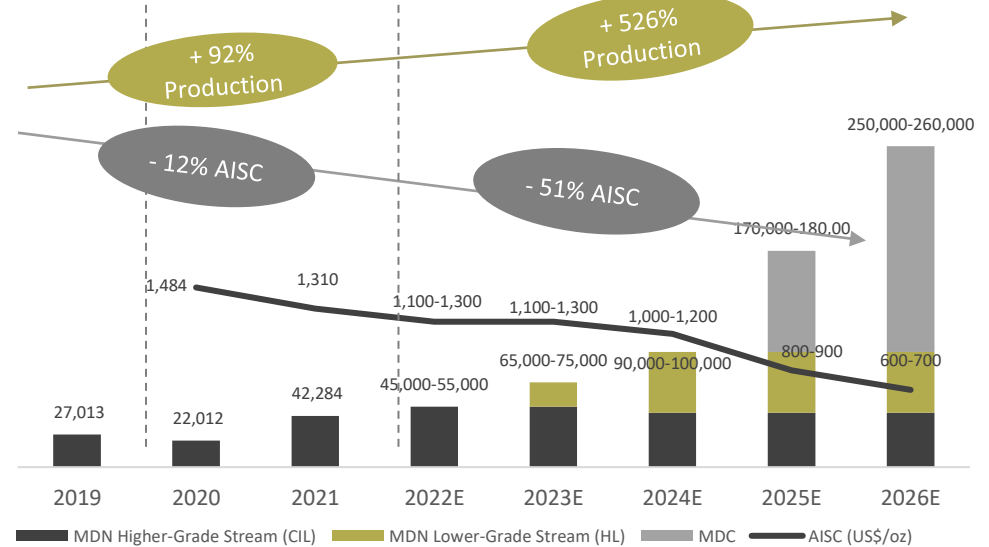 + 92%
Production
+ 526%
Production
- 12% AISC
- 51% AISC
250,000-260,000
170,000-180,00
1,484
1,310
1,100-1,300
1,100-1,300
1,000-1,200
800-900
600-700
27,013
22,012
42,284
45,000-55,000
65,000-75,000
90,000-100,000
2019
2020
2021
2022E
2023E
2024E
2025E
2026E
MDN Higher-Grade Stream (CIL)
MDN Lower-Grade Stream (HL)
MDC
AISC (US$/oz)